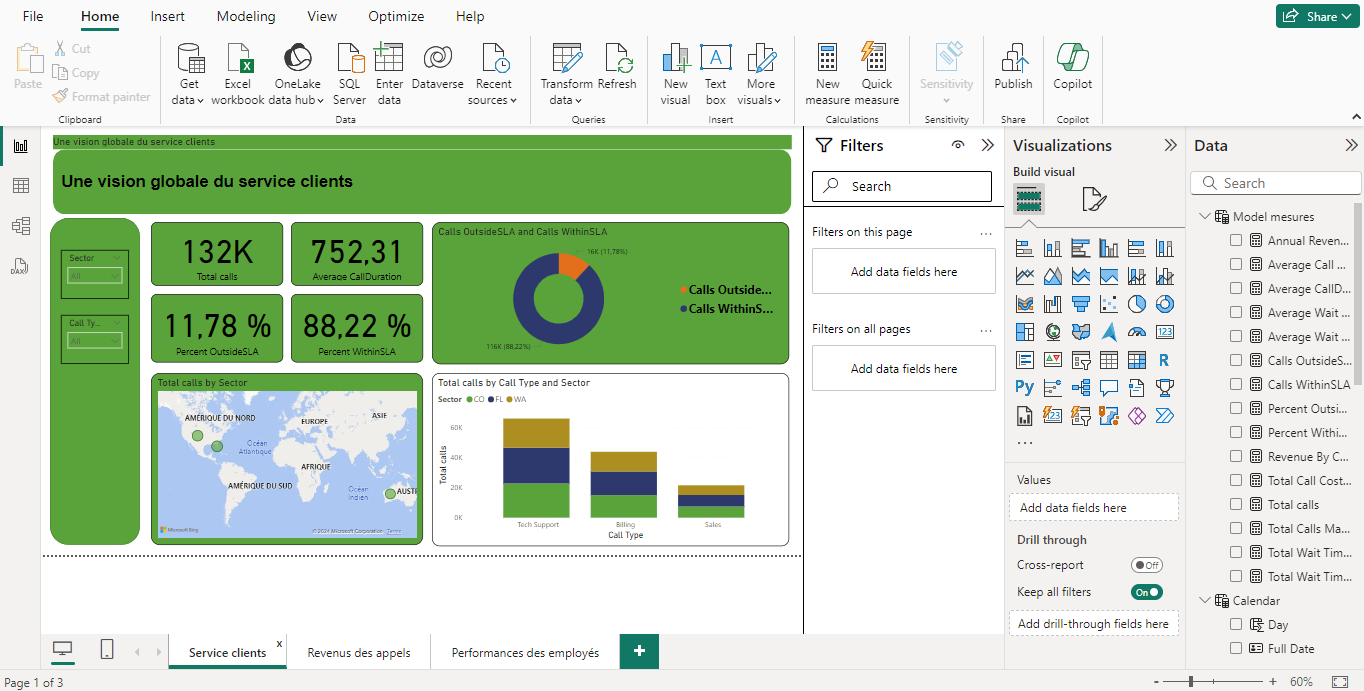 File Home Insert Modeling View Optimize Help Share
Paste
Cut
Copy
Format painter
Clipboard
Get data
Excel workbook
OneLake data hub
SQL Server
Enter data
Dataverse
Recent sources
Data
Transform data
Refresh
Queries
New visual
Text box
More visuals
Insert
New measure
Quick measure
Calculations
Sensitivity
Sensitivity
Publish
Share
Copilot
Copilot
Une vision globale du service clients
Une vision globale du service clients
Sector
All
Call Ty...
All
132K
Total calls
752,31
Average CallDuration
11,78 %
Percent OutsideSLA
88,22 %
Percent WithinSLA
Calls OutsideSLA and Calls WithinSLA
16K (11,78%)
116K (88,22%)
Calls Outside...
Calls WithinS...
Total calls by Sector
AMÉRIQUE DU NORD
EUROPE
ASIE
Océan Atlantique
AFRIQUE
AMÉRIQUE DU SUD
Océan Indien
AUSTR
Microsoft Bing
© 2024 Microsoft Corporation Terms
Total calls by Call Type and Sector
Sector CO FL WA
Total calls
60K
40K
20K
0K
Tech Support Billing Sales
Call Type
Filters
Search
Filters on this page ...
Add data fields here
Filters on all pages ...
Add data fields here
Visualizations
Build visual
123
R
Py
123
...
Values
Add data fields here
Drill through
Cross-report Off
Keep all filters On
Add drill-through fields here
Data
Search
Model mesures
Annual Reven...
Average Call ...
Average CallD...
Average Wait ...
Average Wait ...
Calls OutsideS...
Calls WithinSLA
Percent Outsi...
Percent Withi...
Revenue By C...
Total Call Cost...
Total calls
Total Calls Ma...
Total Wait Tim...
Total Wait Tim...
Calendar
Day
Full Date
DAX
Service clients x
Revenus des appels
Performances des employés
+
Page 1 of 3
- + 60%